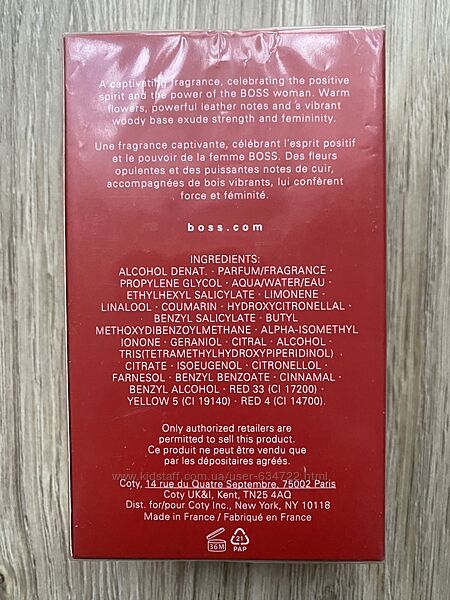 A captivating fragrance, celebrating the positive
spirit and the power of the BOSS woman. Warm
flowers, powerful leather notes and a vibrant
woody base exude strength and femininity.
Une fragrance captivante, célébrant l'esprit positif
et le pouvoir de la femme BOSS. Des fleurs
opulentes et des puissantes notes de cuir,
accompagnées de bois vibrants, lui confèrent
force et féminité.
boss.com
INGREDIENTS:
ALCOHOL DENAT. · PARFUM/FRAGRANCE ·
PROPYLENE GLYCOL · AQUA/WATER/EAU ·
ETHYLHEXYL SALICYLATE · LIMONENE ·
LINALOOL · COUMARIN · HYDROXYCITRONELLAL ·
BENZYL SALICYLATE · BUTYL
METHOXYDIBENZOYLMETHANE · ALPHA-ISOMETHYL
IONONE · GERANIOL · CITRAL · ALCOHOL ·
TRIS(TETRAMETHYLHYDROXYPIPERIDINOL)
CITRATE · ISOEUGENOL · CITRONELLOL ·
FARNESOL · BENZYL BENZOATE · CINNAMAL ·
BENZYL ALCOHOL · RED 33 (CI 17200) ·
YELLOW 5 (CI 19140) · RED 4 (CI 14700).
Only authorized retailers are
permitted to sell this product.
Ce produit ne peut être vendu que
par les dépositaires agréés.
www.kidstaff.com.ua/user-634722.html
Coty, 14 rue du Quatre Septembre, 75002 Paris
Coty UK&I, Kent, TN25 4AQ
Dist. for/pour Coty Inc., New York, NY 10118
Made in France / Fabriqué en France
36M
21
PAP